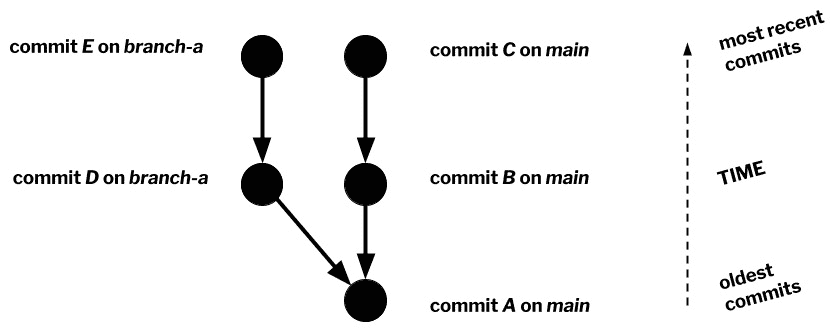 commit E on branch-a
commit C on main
most recent
commits
commit D on branch-a
commit B on main
TIME
commit A on main
oldest
commits